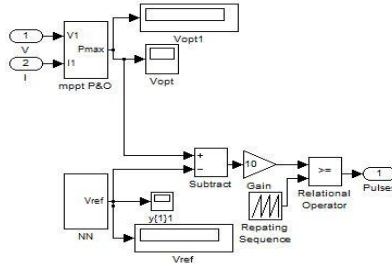 1
V
2
I
V1
I1
Pmax
mppt P&O
Vopt1
Vopt
+
−
Subtract
10
Gain
>=
Relational
Operator
1
Pulses
Repating
Sequence
Vref
NN
y{1}1
Vref